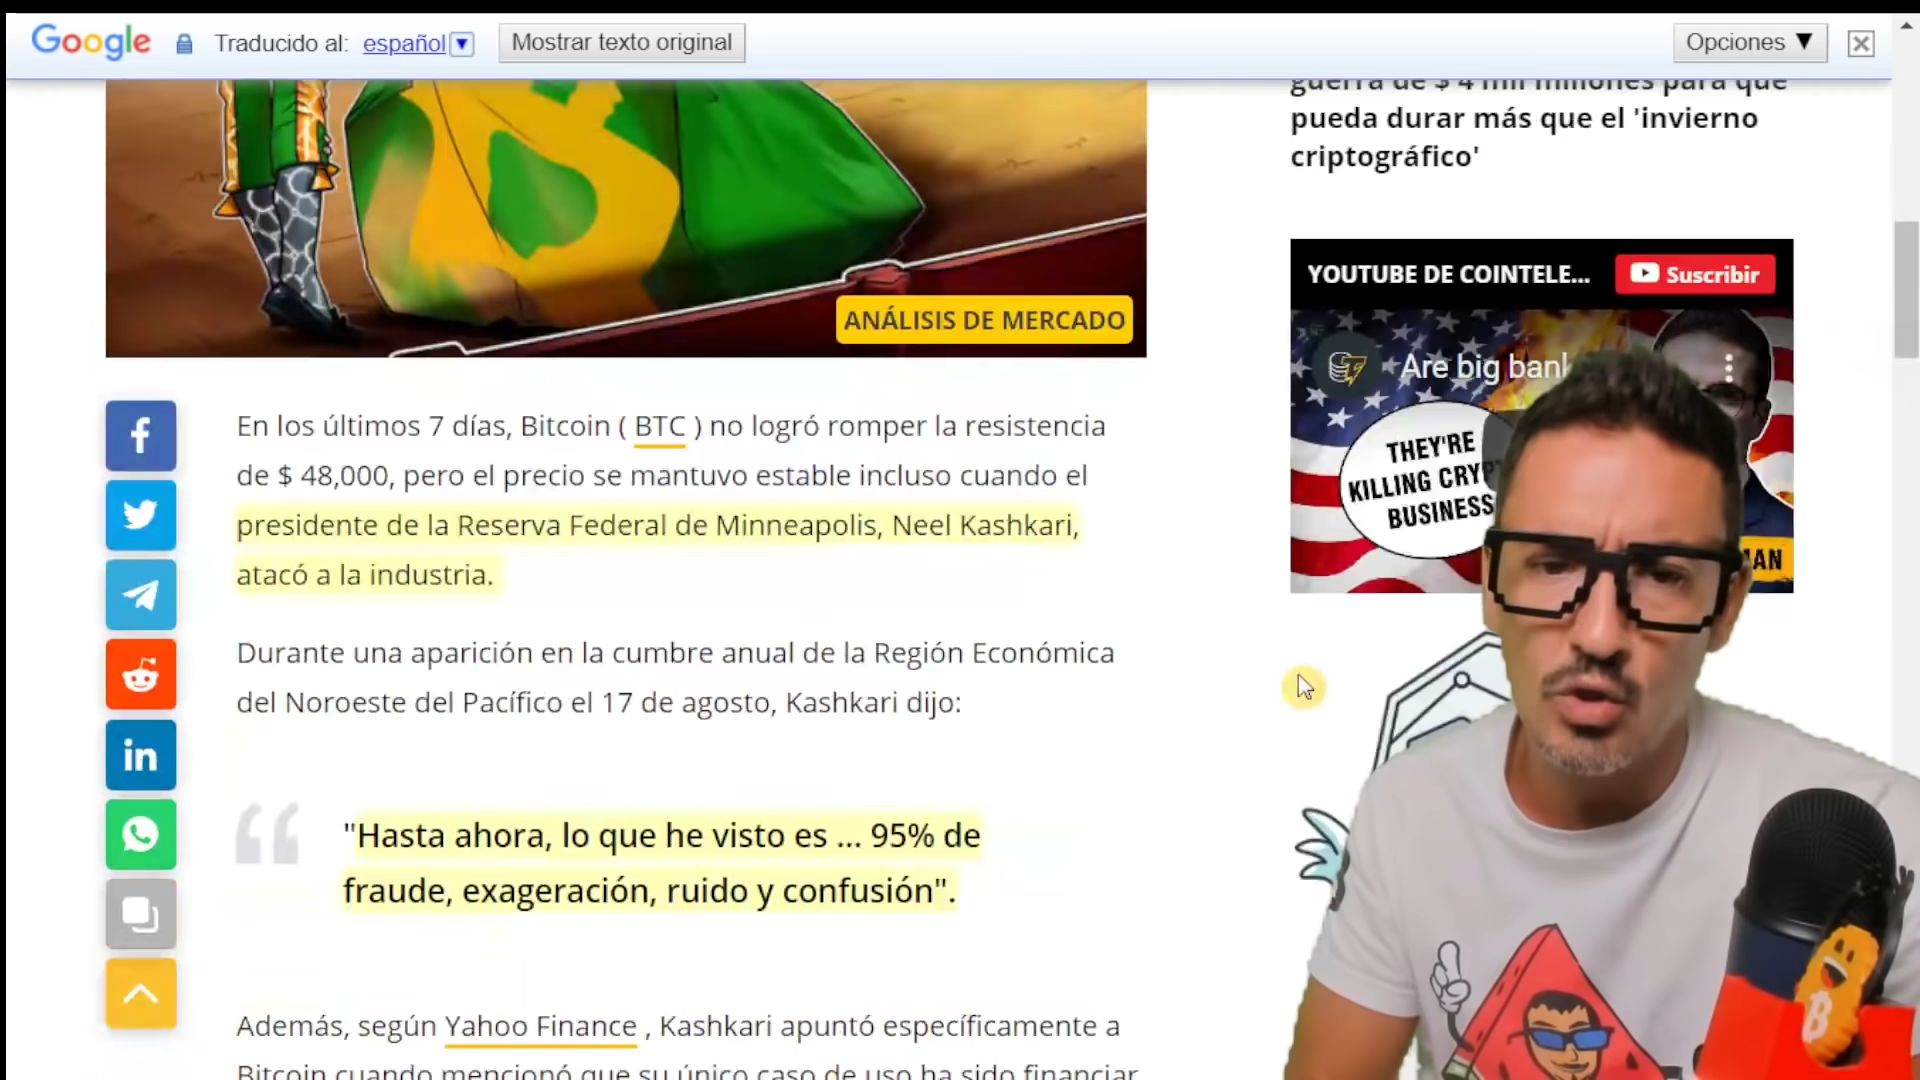 Google Traducido al: español Mostrar texto original Opciones ▼
guerra de $ 4 mil millones para que
pueda durar más que el 'invierno
criptográfico'
ANÁLISIS DE MERCADO
YOUTUBE DE COINTELE... Suscribir
Are big bank
THEY'RE
KILLING CRYP
BUSINESS
AN
En los últimos 7 días, Bitcoin ( BTC ) no logró romper la resistencia
de $ 48,000, pero el precio se mantuvo estable incluso cuando el
presidente de la Reserva Federal de Minneapolis, Neel Kashkari,
atacó a la industria.
Durante una aparición en la cumbre anual de la Región Económica
del Noroeste del Pacífico el 17 de agosto, Kashkari dijo:
"Hasta ahora, lo que he visto es ... 95% de
fraude, exageración, ruido y confusión".
Además, según Yahoo Finance , Kashkari apuntó específicamente a
Bitcoin cuando mencionó que su único caso de uso ha sido financiar